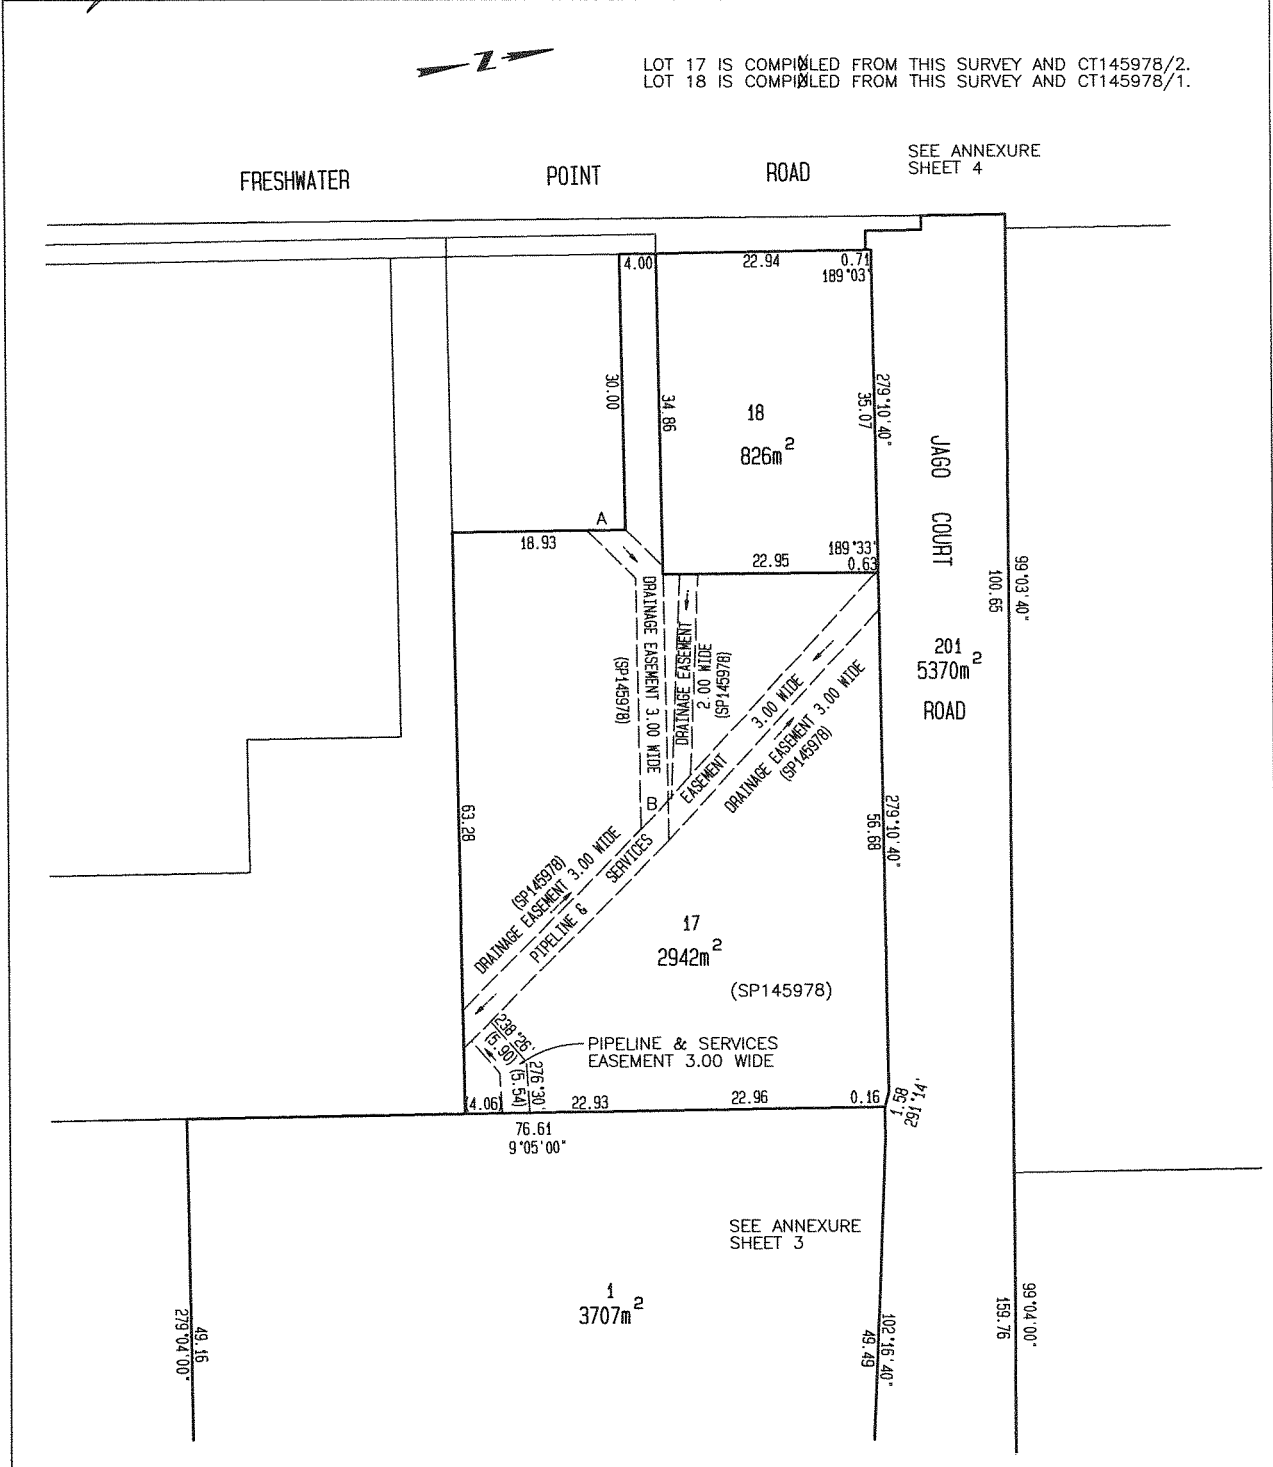 Z
LOT 17 IS COMPILED FROM THIS SURVEY AND CT145978/2.
LOT 18 IS COMPILED FROM THIS SURVEY AND CT145978/1.
SEE ANNEXURE
SHEET 4
FRESHWATER POINT ROAD
4.00
22.94
0.71
189°03'
30.00
34.86
18
826m²
279°10'40"
35.07
JAGO COURT
A
18.93
189°33'
22.95
0.63
99°03'40"
100.65
201
5370m²
ROAD
DRAINAGE EASEMENT 3.00 WIDE
(SP145978)
DRAINAGE EASEMENT
2.00 WIDE
(SP145978)
3.00 WIDE
EASEMENT
DRAINAGE EASEMENT 3.00 WIDE
(SP145978)
B
63.28
279°10'40"
56.68
SERVICES
(SP145978)
DRAINAGE EASEMENT 3.00 WIDE
PIPELINE &
17
2942m²
(SP145978)
238°26'
(5.90)
PIPELINE & SERVICES
EASEMENT 3.00 WIDE
276°30'
(5.54)
(4.06)
22.93
22.96
0.16
1.58
291°14'
76.61
9°05'00"
SEE ANNEXURE
SHEET 3
1
3707m²
49.16
279°04'00"
102°16'40"
49.49
99°04'00"
159.76